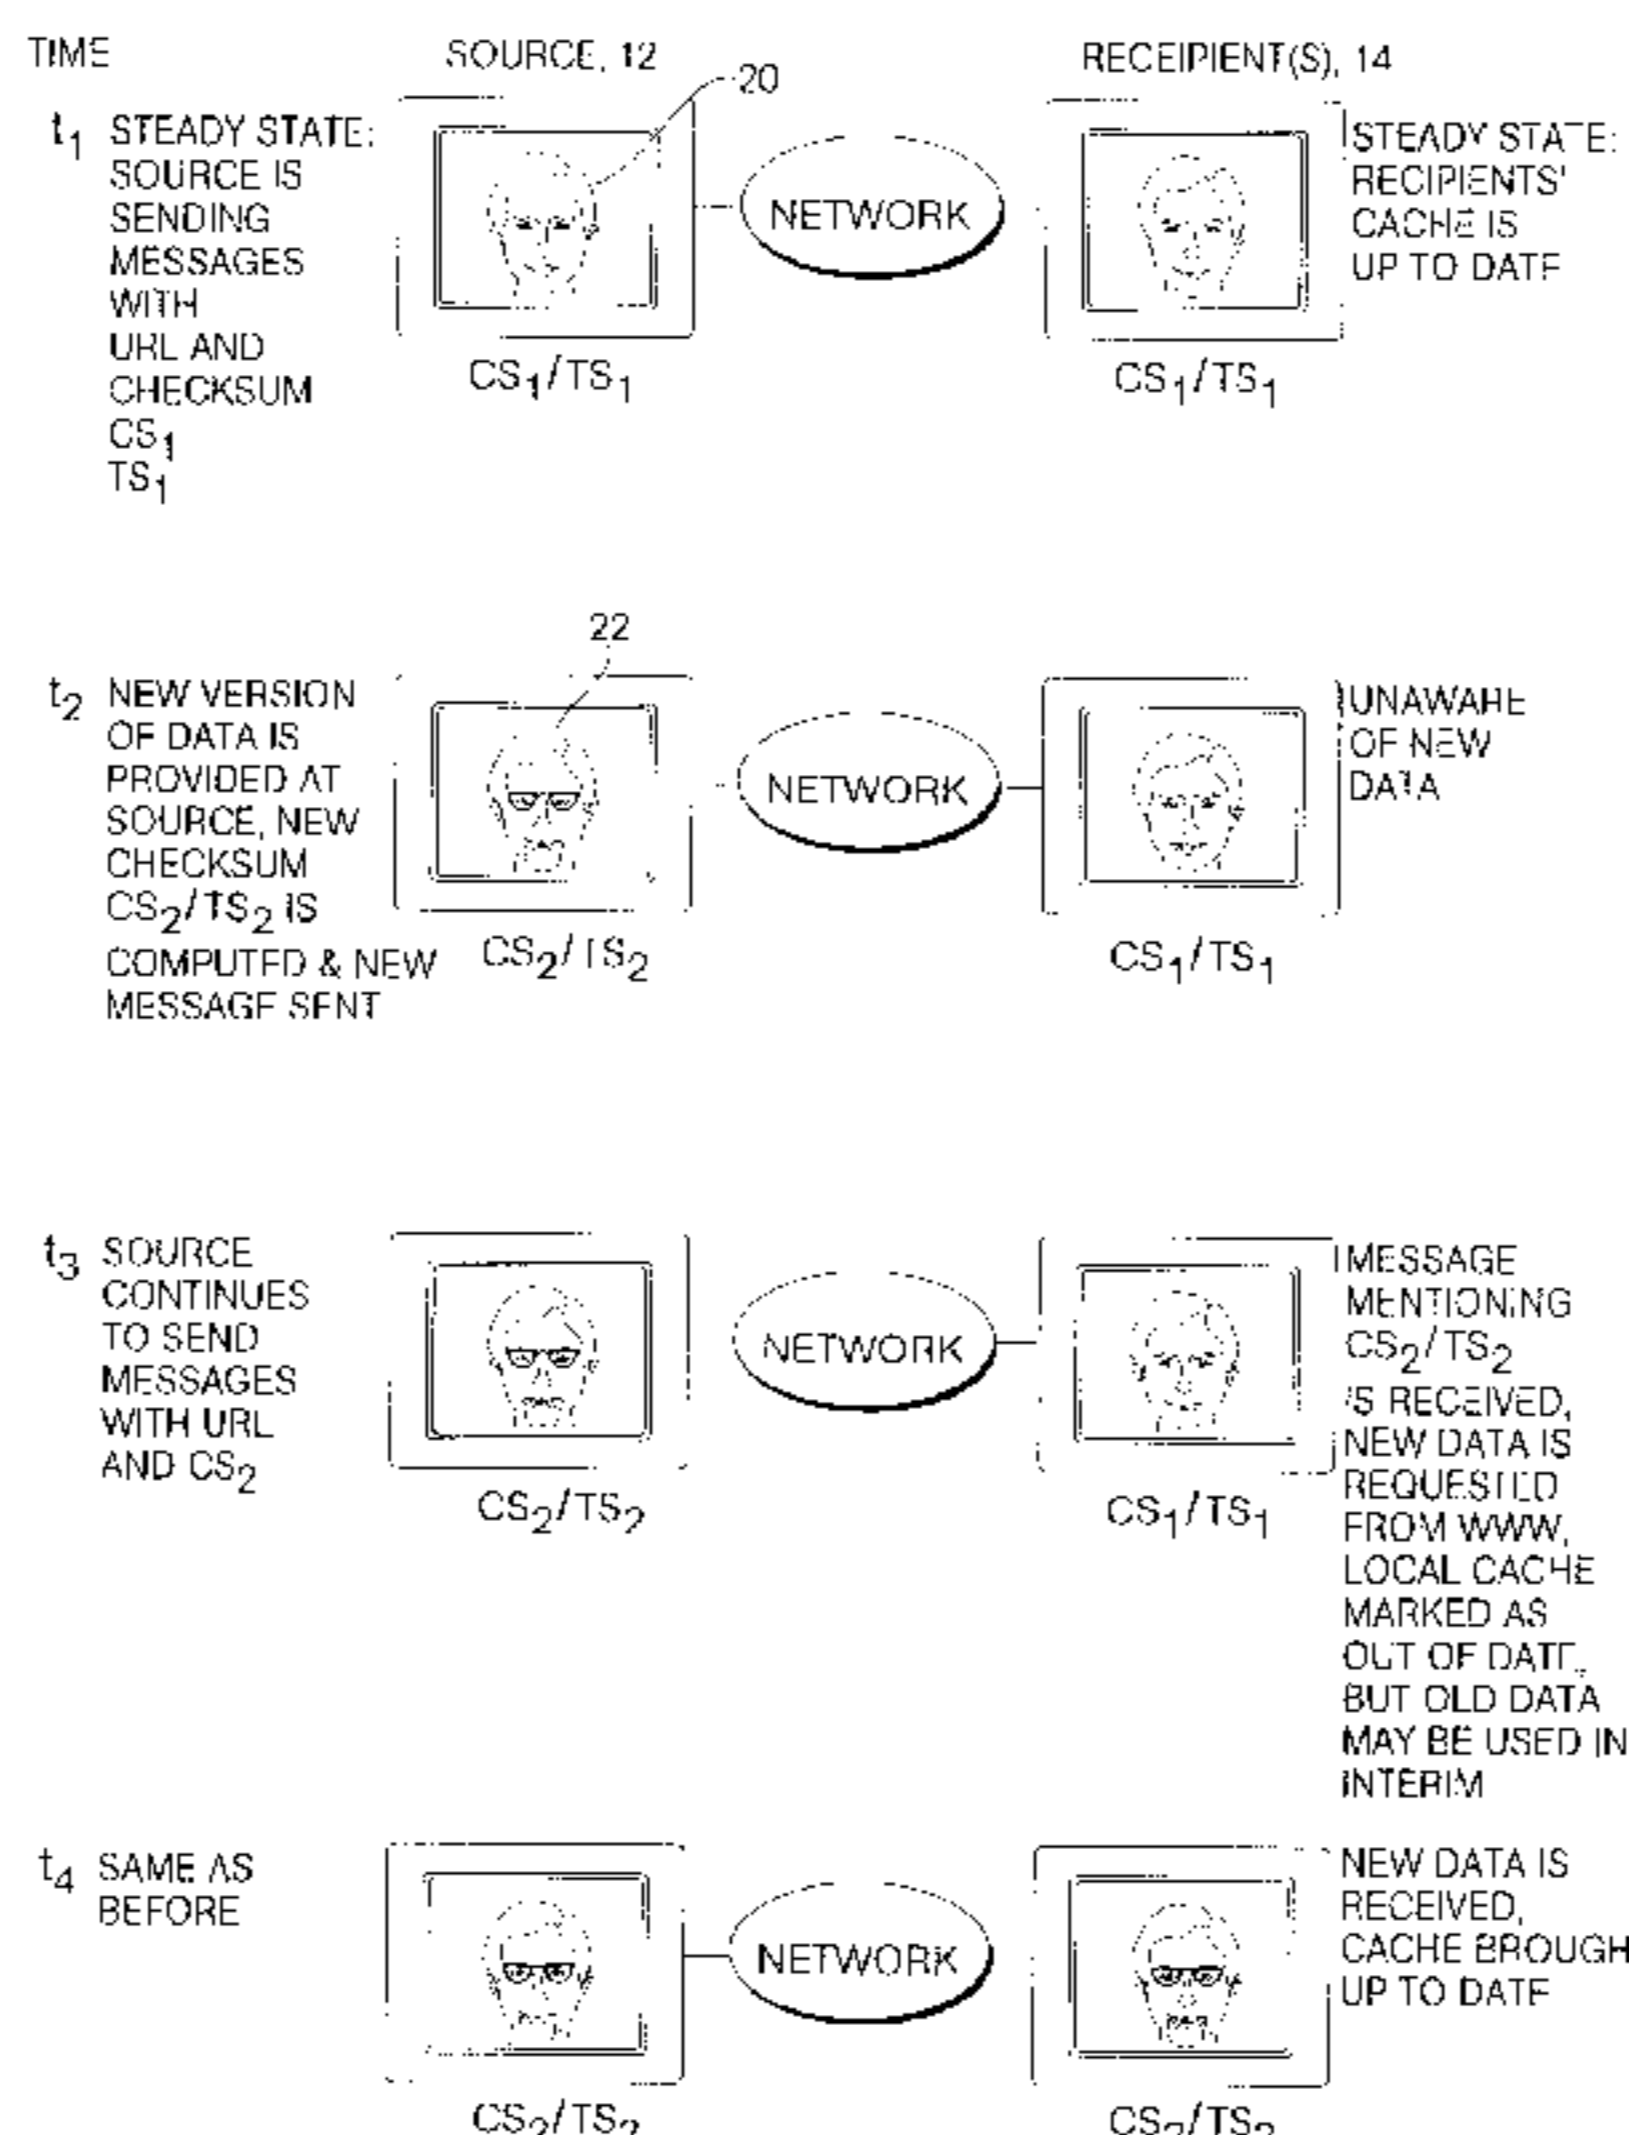 TIME
SOURCE, 12
RECEIPIENT(S), 14
20
t1 STEADY STATE:
SOURCE IS
SENDING
MESSAGES
WITH
URL AND
CHECKSUM
CS1
TS1
NETWORK
STEADY STATE:
RECIPIENTS'
CACHE IS
UP TO DATE
CS1/TS1
CS1/TS1
22
t2 NEW VERSION
OF DATA IS
PROVIDED AT
SOURCE, NEW
CHECKSUM
CS2/TS2 IS
COMPUTED & NEW
MESSAGE SENT
NETWORK
UNAWARE
OF NEW
DATA
CS2/TS2
CS1/TS1
t3 SOURCE
CONTINUES
TO SEND
MESSAGES
WITH URL
AND CS2
NETWORK
MESSAGE
MENTIONING
CS2/TS2
IS RECEIVED,
NEW DATA IS
REQUESTED
FROM WWW,
LOCAL CACHE
MARKED AS
OUT OF DATE,
BUT OLD DATA
MAY BE USED IN
INTERIM
CS2/TS2
CS1/TS1
t4 SAME AS
BEFORE
NETWORK
NEW DATA IS
RECEIVED,
CACHE BROUGH
UP TO DATE
CS2/TS2
CS2/TS2